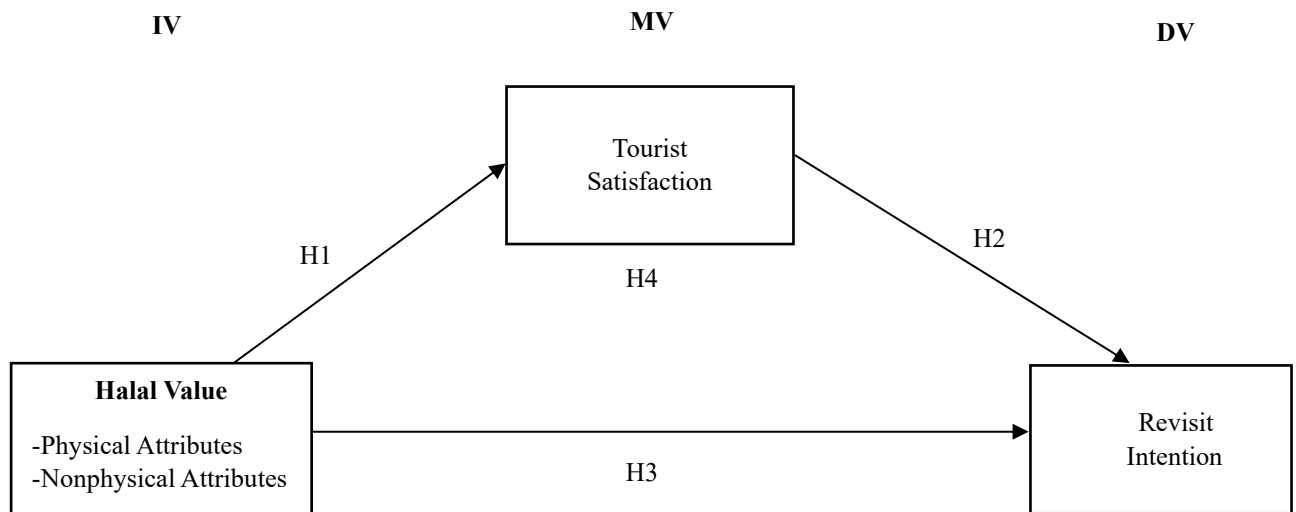 IV
MV
DV
Tourist
Satisfaction
H1
H2
H4
Halal Value
-Physical Attributes
-Nonphysical Attributes
H3
Revisit
Intention